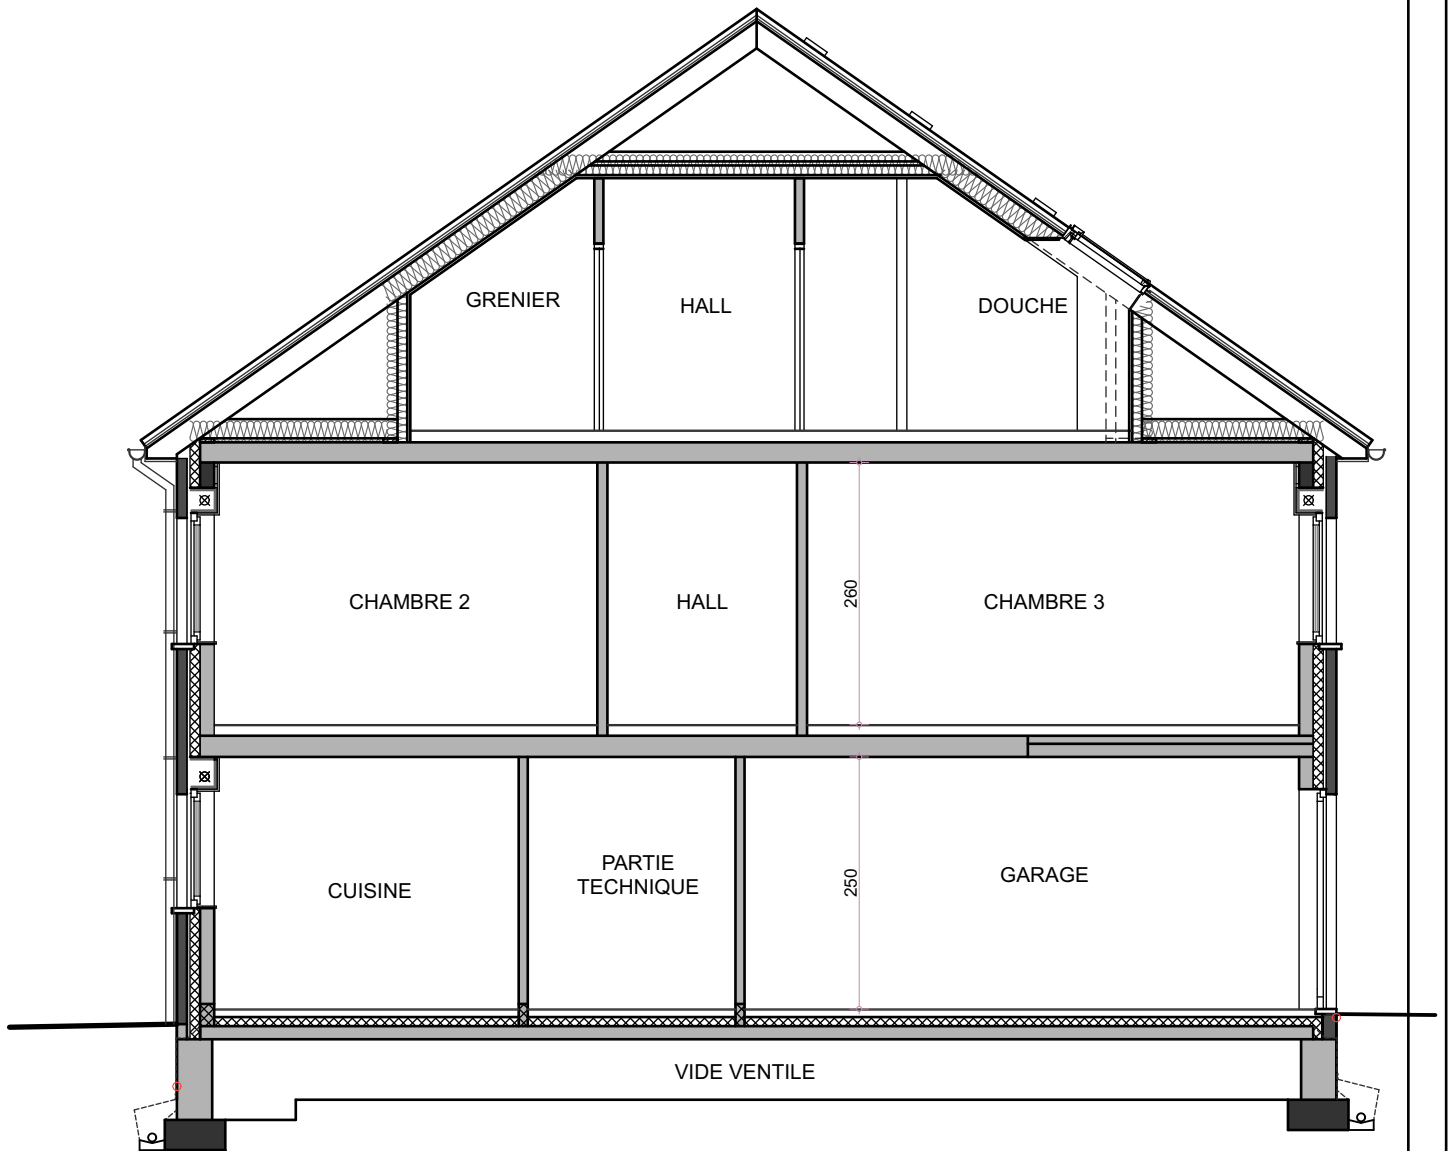 GRENIER
HALL
DOUCHE
CHAMBRE 2
HALL
260
CHAMBRE 3
CUISINE
PARTIE
TECHNIQUE
250
GARAGE
VIDE VENTILE